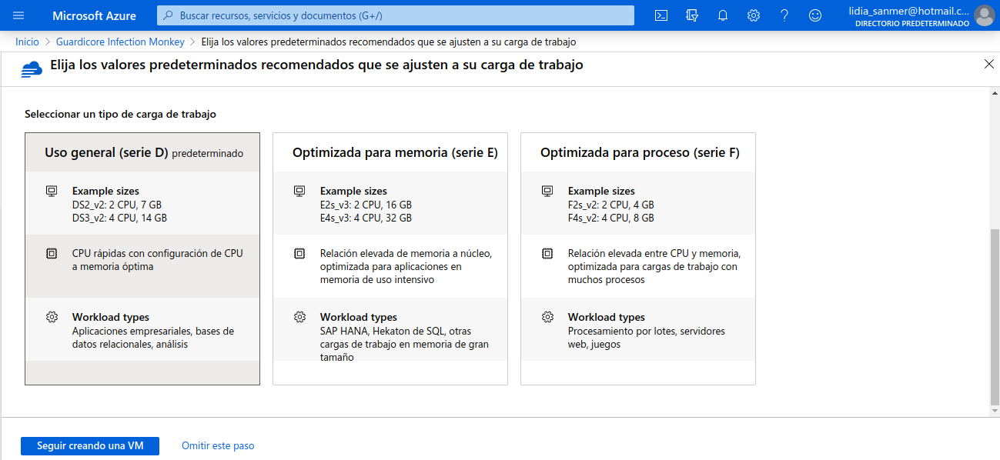 Microsoft Azure
Buscar recursos, servicios y documentos (G+/)
lidia_sanmer@hotmail.c...
DIRECTORIO PREDETERMINADO
Inicio > Guardicore Infection Monkey > Elija los valores predeterminados recomendados que se ajusten a su carga de trabajo
Elija los valores predeterminados recomendados que se ajusten a su carga de trabajo
Seleccionar un tipo de carga de trabajo
Uso general (serie D) predeterminado
Example sizes
DS2_v2: 2 CPU, 7 GB
DS3_v2: 4 CPU, 14 GB
CPU rápidas con configuración de CPU
a memoria óptima
Workload types
Aplicaciones empresariales, bases de
datos relacionales, análisis
Optimizada para memoria (serie E)
Example sizes
E2s_v3: 2 CPU, 16 GB
E4s_v3: 4 CPU, 32 GB
Relación elevada de memoria a núcleo,
optimizada para aplicaciones en
memoria de uso intensivo
Workload types
SAP HANA, Hekaton de SQL, otras
cargas de trabajo en memoria de gran
tamaño
Optimizada para proceso (serie F)
Example sizes
F2s_v2: 2 CPU, 4 GB
F4s_v2: 4 CPU, 8 GB
Relación elevada entre CPU y memoria,
optimizada para cargas de trabajo con
muchos procesos
Workload types
Procesamiento por lotes, servidores
web, juegos
Seguir creando una VM
Omitir este paso